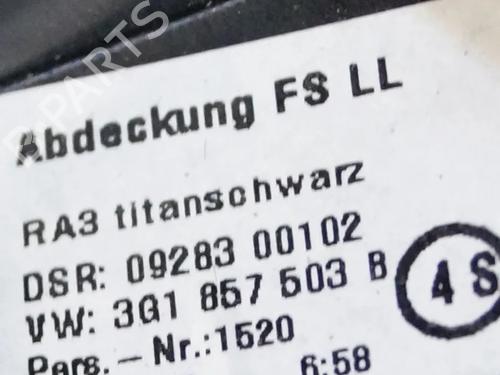 Abdeckung FS LL
RA3 titanschwarz
DSR: 09283 00102
VW: 3G1 857 503 B
4 S
Pers.-Nr.:1520
6:58
B-PARTS